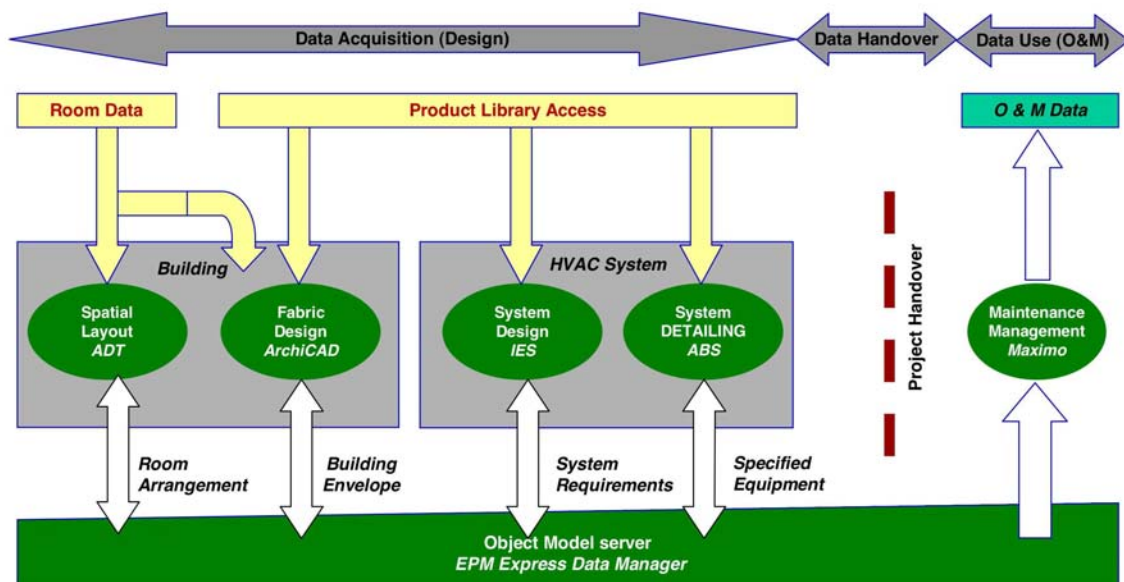 Data Acquisition (Design)
Data Handover
Data Use (O&M)
Room Data
Product Library Access
O & M Data
Building
HVAC System
Spatial
Layout
ADT
Fabric
Design
ArchiCAD
System
Design
IES
System
DETAILING
ABS
Project Handover
Maintenance
Management
Maximo
Room
Arrangement
Building
Envelope
System
Requirements
Specified
Equipment
Object Model server
EPM Express Data Manager